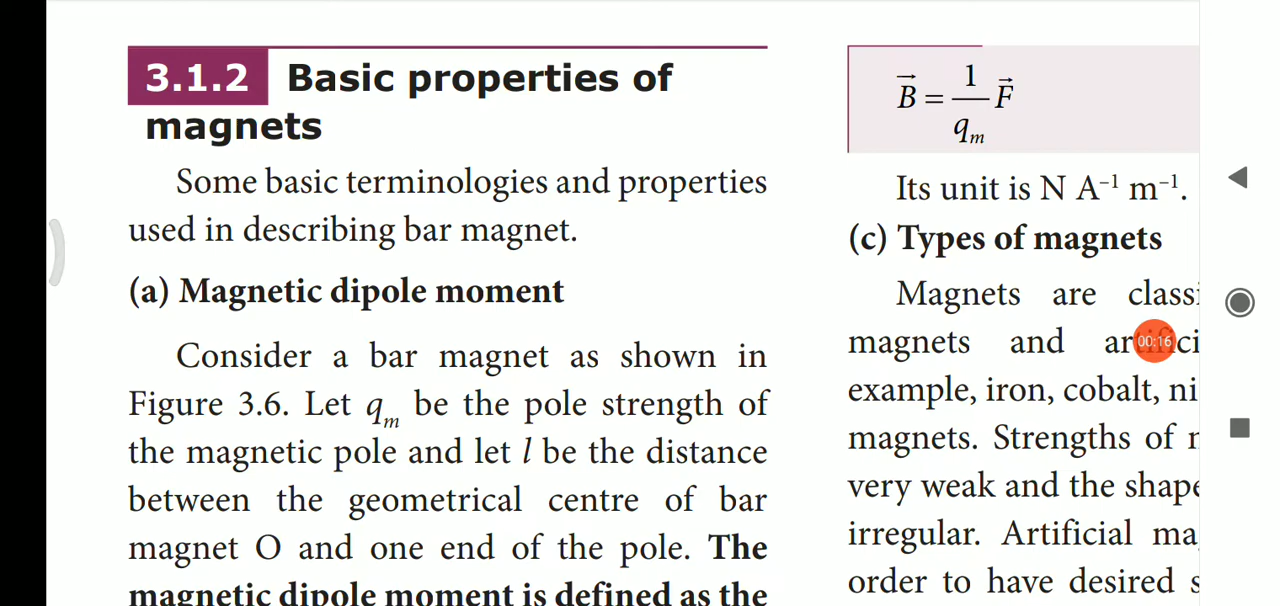 3.1.2 Basic properties of
magnets
Some basic terminologies and properties
used in describing bar magnet.
(a) Magnetic dipole moment
Consider a bar magnet as shown in
Figure 3.6. Let qₘ be the pole strength of
the magnetic pole and let l be the distance
between the geometrical centre of bar
magnet O and one end of the pole. The
magnetic dipole moment is defined as the
B⃗ = 1/qₘ F⃗
Its unit is N A⁻¹ m⁻¹.
(c) Types of magnets
Magnets are
magnets and
00:16
example, iron, cobalt,
magnets. Strengths of
very weak and the
irregular. Artificial
order to have desired